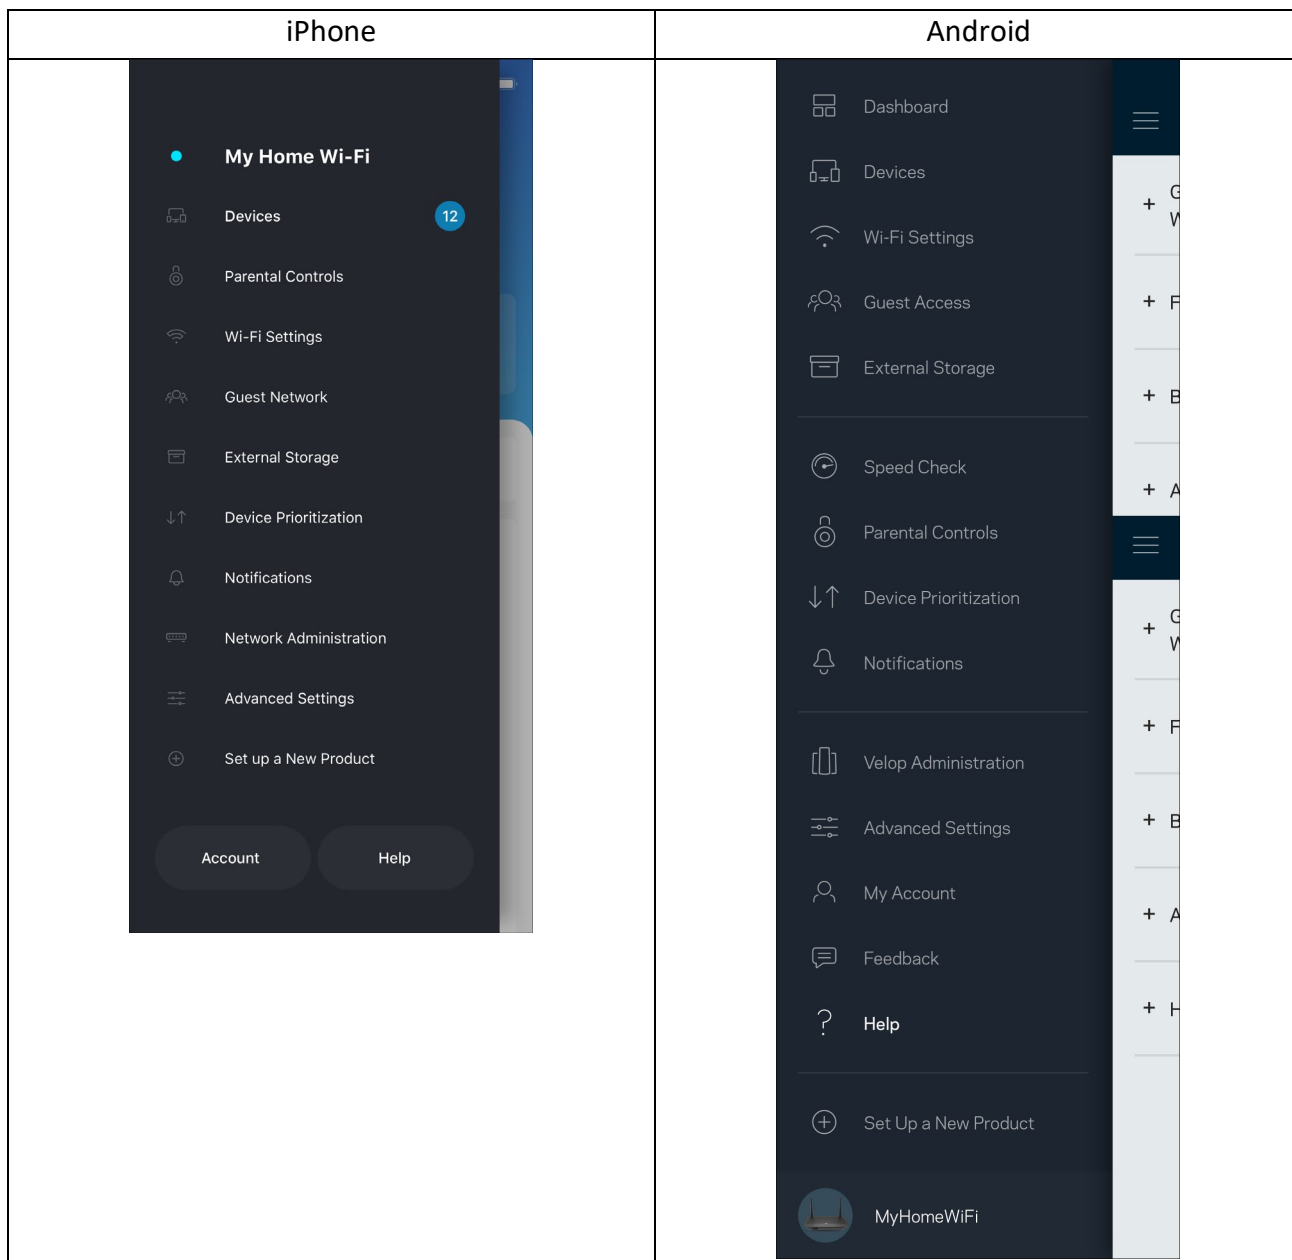 iPhone
Android
My Home Wi-Fi
Devices
12
Parental Controls
Wi-Fi Settings
Guest Network
External Storage
Device Prioritization
Notifications
Network Administration
Advanced Settings
Set up a New Product
Account
Help
Dashboard
Devices
Wi-Fi Settings
Guest Access
External Storage
Speed Check
Parental Controls
Device Prioritization
Notifications
Velop Administration
Advanced Settings
My Account
Feedback
Help
Set Up a New Product
MyHomeWiFi